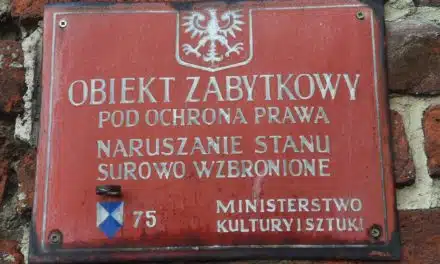 OBIEKT ZABYTKOWY
POD OCHRONA PRAWA
NARUSZANIE STANU
SUROWO WZBRONIONE
75 MINISTERSTWO
KULTURY I SZTUKI